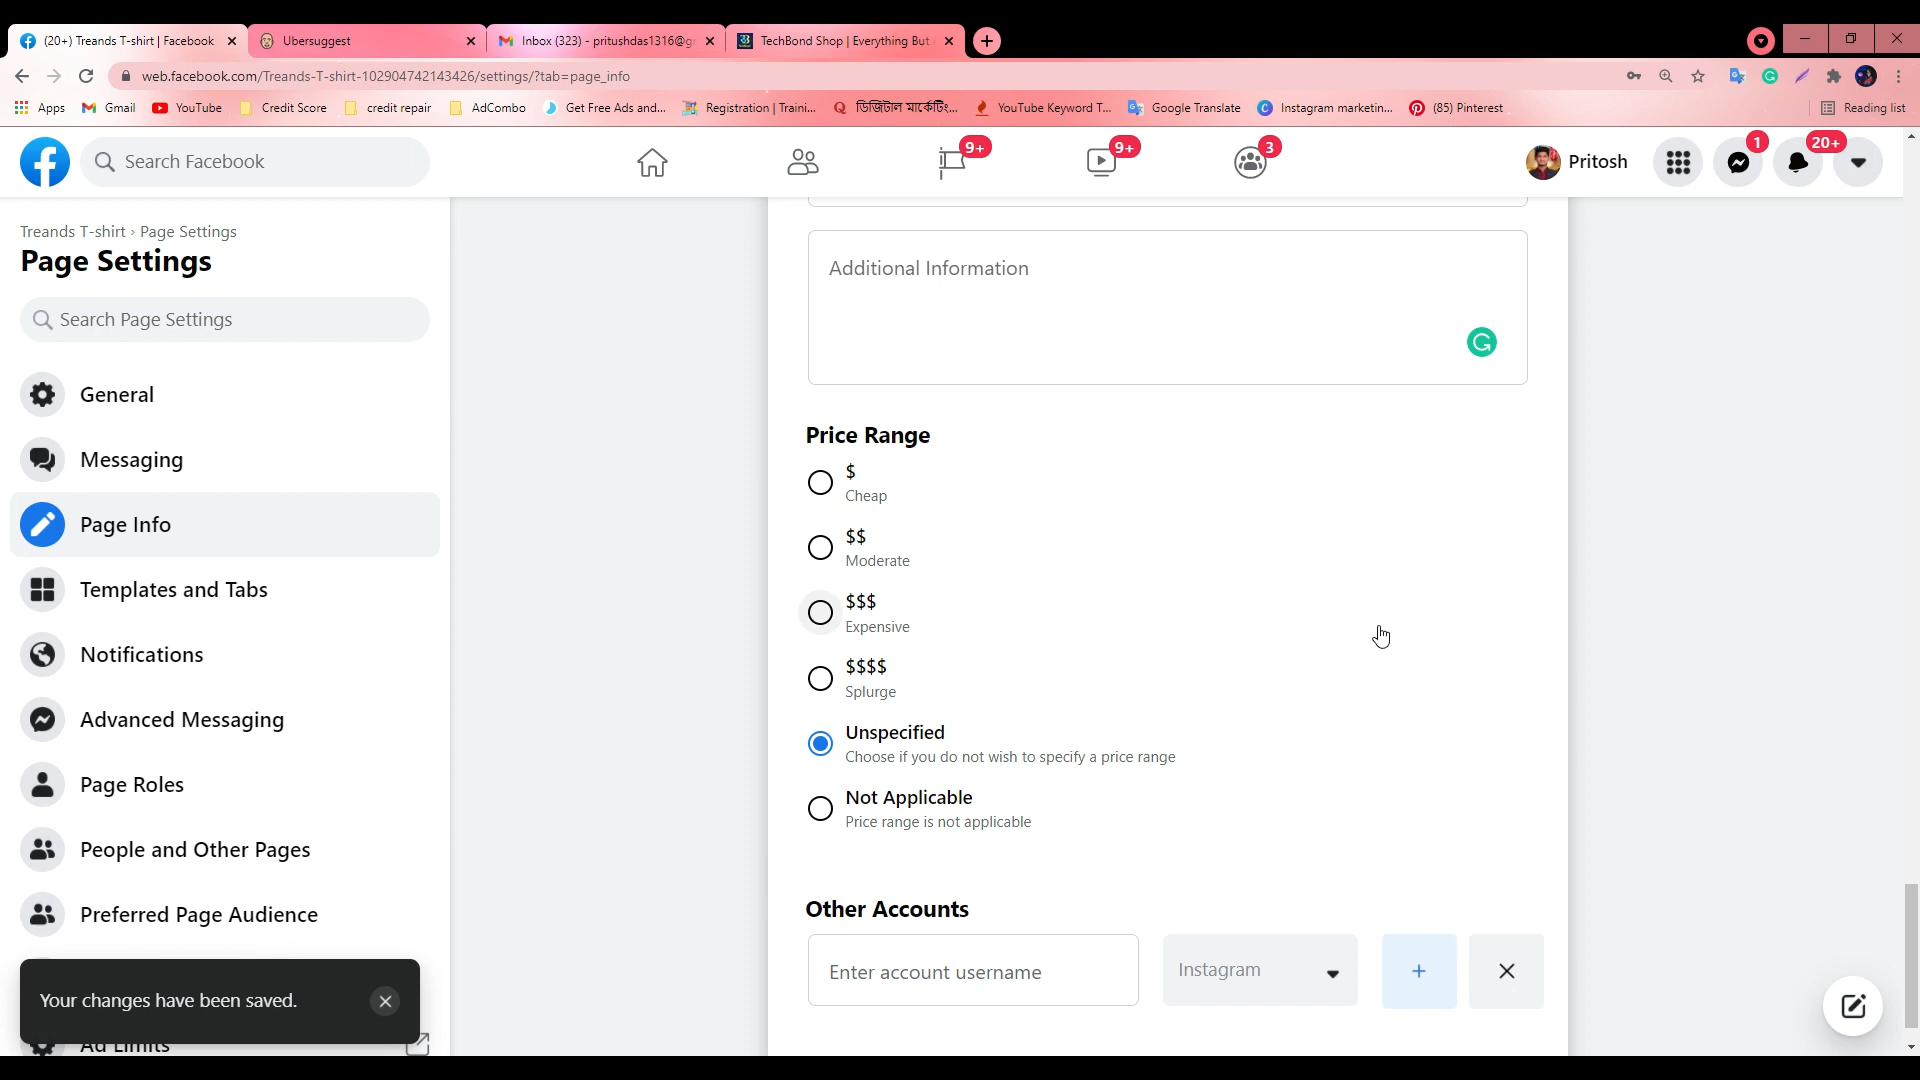 (20+) Treands T-shirt | Facebook
Ubersuggest
Inbox (323) - pritushdas1316@g
TechBond Shop | Everything But
web.facebook.com/Treands-T-shirt-102904742143426/settings/?tab=page_info
Apps
Gmail
YouTube
Credit Score
credit repair
AdCombo
Get Free Ads and...
Registration | Traini...
ডিজিটাল মার্কেটিং...
YouTube Keyword T...
Google Translate
Instagram marketin...
(85) Pinterest
Reading list
Search Facebook
9+
9+
3
Pritosh
1
20+
Treands T-shirt › Page Settings
Page Settings
Search Page Settings
General
Messaging
Page Info
Templates and Tabs
Notifications
Advanced Messaging
Page Roles
People and Other Pages
Preferred Page Audience
Your changes have been saved.
Ad Limits
Additional Information
Price Range
$
Cheap
$$
Moderate
$$$
Expensive
$$$$
Splurge
Unspecified
Choose if you do not wish to specify a price range
Not Applicable
Price range is not applicable
Other Accounts
Enter account username
Instagram